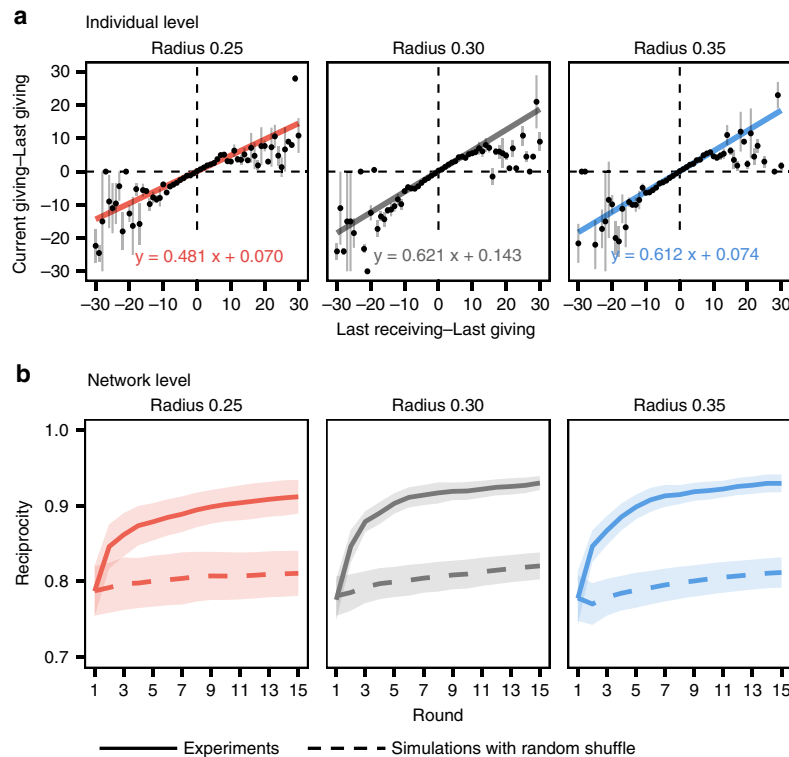 a Individual level
Radius 0.25 Radius 0.30 Radius 0.35
Current giving–Last giving
30
20
10
0
−10
−20
−30
y = 0.481 x + 0.070 y = 0.621 x + 0.143 y = 0.612 x + 0.074
−30 −20 −10 0 10 20 30 −30 −20 −10 0 10 20 30 −30 −20 −10 0 10 20 30
Last receiving–Last giving
b Network level
Radius 0.25 Radius 0.30 Radius 0.35
Reciprocity
1.0
0.9
0.8
0.7
1 3 5 7 9 11 13 15 1 3 5 7 9 11 13 15 1 3 5 7 9 11 13 15
Round
Experiments Simulations with random shuffle